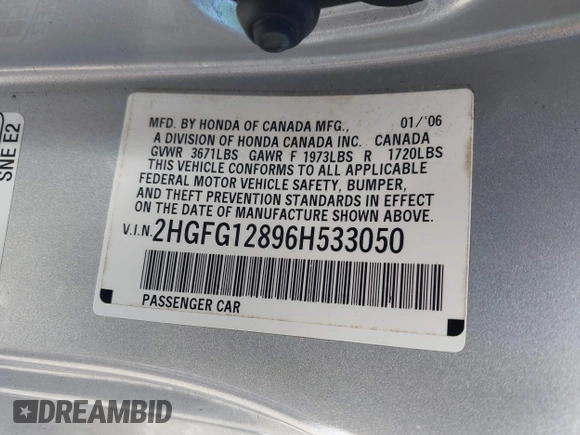 SNE E2
MFD. BY HONDA OF CANADA MFG., 01/'06
A DIVISION OF HONDA CANADA INC. CANADA
GVWR 3671LBS GAWR F 1973LBS R 1720LBS
THIS VEHICLE CONFORMS TO ALL APPLICABLE
FEDERAL MOTOR VEHICLE SAFETY, BUMPER,
AND THEFT PREVENTION STANDARDS IN EFFECT
ON THE DATE OF MANUFACTURE SHOWN ABOVE.
V.I.N. 2HGFG12896H533050
PASSENGER CAR
DREAMBID